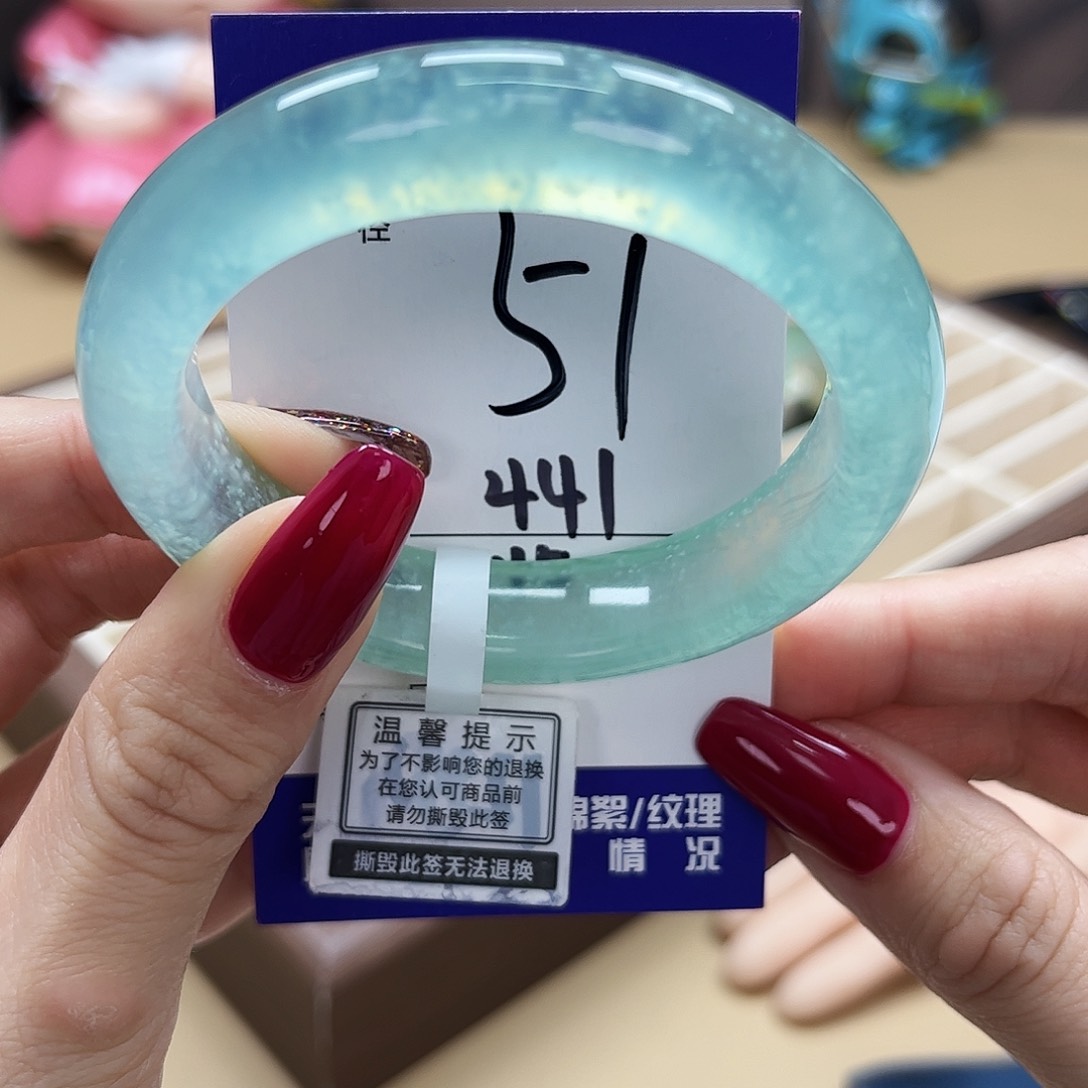 径
51
441
温馨提示
为了不影响您的退换
在您认可商品前
请勿撕毁此签
撕毁此签无法退换
棉絮/纹理
情况